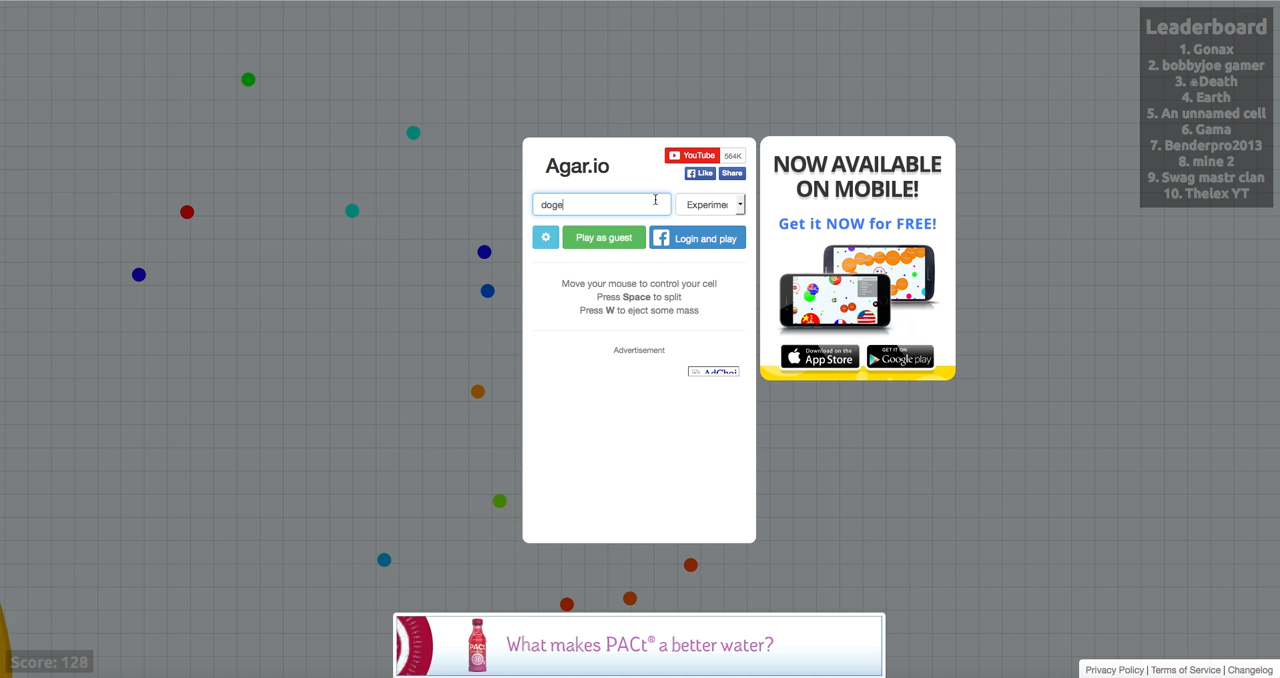 Leaderboard
1. Gonax
2. bobbyjoe gamer
3. Death
4. Earth
5. An unnamed cell
6. Gama
7. Benderpro2013
8. mine 2
9. Swag mastr clan
10. Thelex YT
Agar.io
YouTube 564K
Like Share
doge
Experime
Play as guest
Login and play
Move your mouse to control your cell
Press Space to split
Press W to eject some mass
Advertisement
AdChoi
NOW AVAILABLE
ON MOBILE!
Get it NOW for FREE!
Download on the
App Store
GET IT ON
Google play
PACt
What makes PACt® a better water?
Score: 128
Privacy Policy | Terms of Service | Changelog